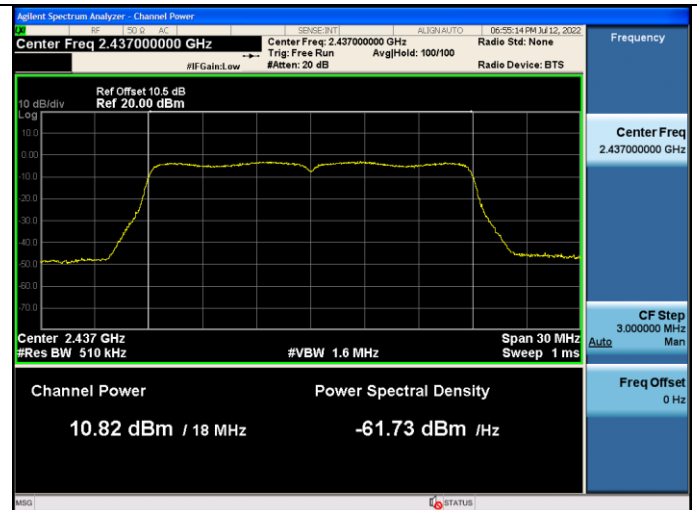 Agilent Spectrum Analyzer - Channel Power
RF 50 Ω AC SENSE:INT ALIGN AUTO 06:55:14 PM Jul 12, 2022
Center Freq 2.437000000 GHz Center Freq: 2.437000000 GHz Radio Std: None Frequency
Trig: Free Run Avg|Hold: 100/100
#IFGain:Low #Atten: 20 dB Radio Device: BTS
Ref Offset 10.5 dB
10 dB/div Ref 20.00 dBm
Log
10.0
0.00
-10.0
-20.0
-30.0
-40.0
-50.0
-60.0
-70.0
Center Freq
2.437000000 GHz
Center 2.437 GHz Span 30 MHz
#Res BW 510 kHz #VBW 1.6 MHz Sweep 1 ms
CF Step
3.000000 MHz
Auto Man
Channel Power Power Spectral Density
10.82 dBm / 18 MHz -61.73 dBm /Hz
Freq Offset
0 Hz
MSG STATUS